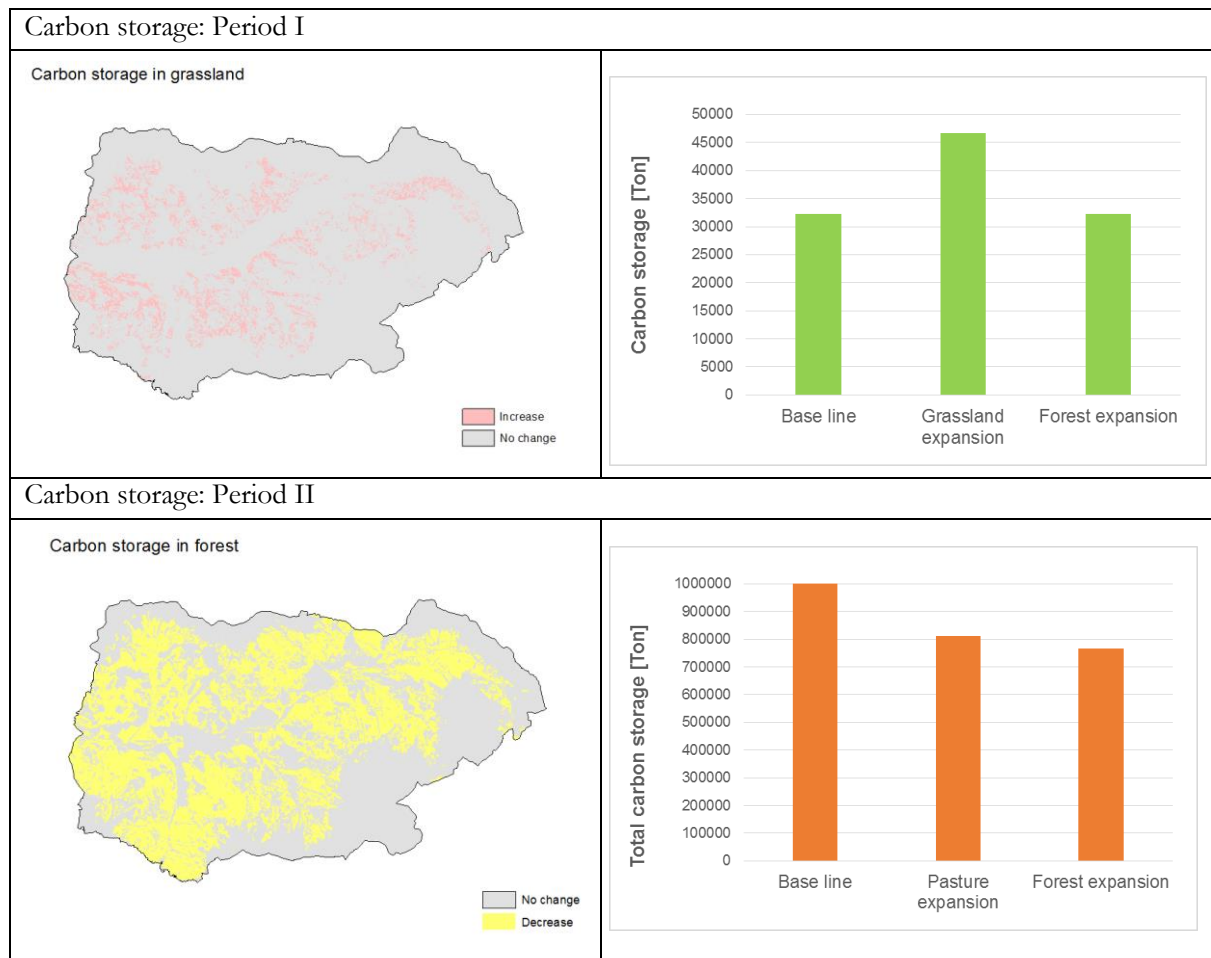 Carbon storage: Period I
Carbon storage in grassland
Increase
No change
Carbon storage [Ton]
50000
45000
40000
35000
30000
25000
20000
15000
10000
5000
0
Base line
Grassland
expansion
Forest expansion
Carbon storage: Period II
Carbon storage in forest
No change
Decrease
Total carbon storage [Ton]
1000000
900000
800000
700000
600000
500000
400000
300000
200000
100000
0
Base line
Pasture
expansion
Forest expansion